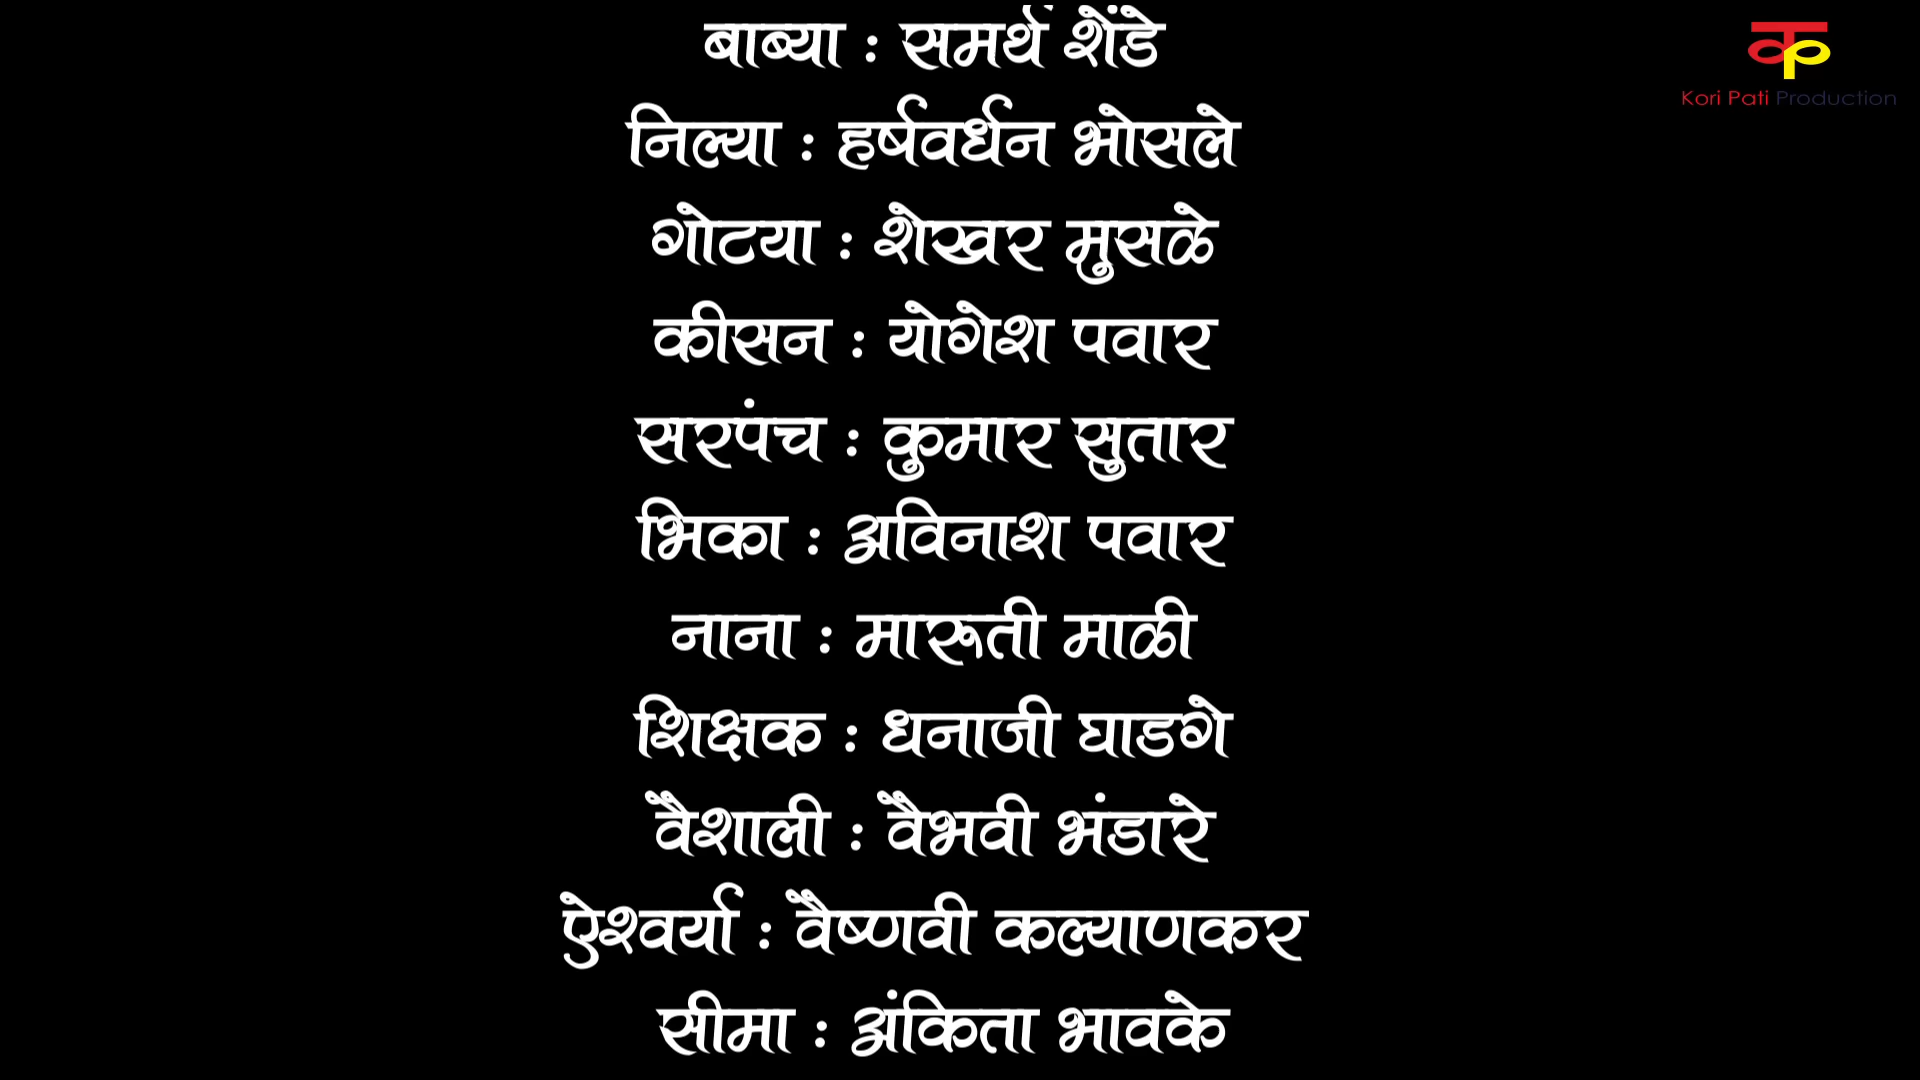 बाब्या : समर्थ शेंडे
Kori Pati Production
निल्या : हर्षवर्धन भोसले
गोटया : शेखर मुसळे
कीसन : योगेश पवार
सरपंच : कुमार सुतार
भिका : अविनाश पवार
नाना : मारूती माळी
शिक्षक : धनाजी घाडगे
वैशाली : वैभवी भंडारे
ऐश्वर्या : वैष्णवी कल्याणकर
सीमा : अंकिता भावके